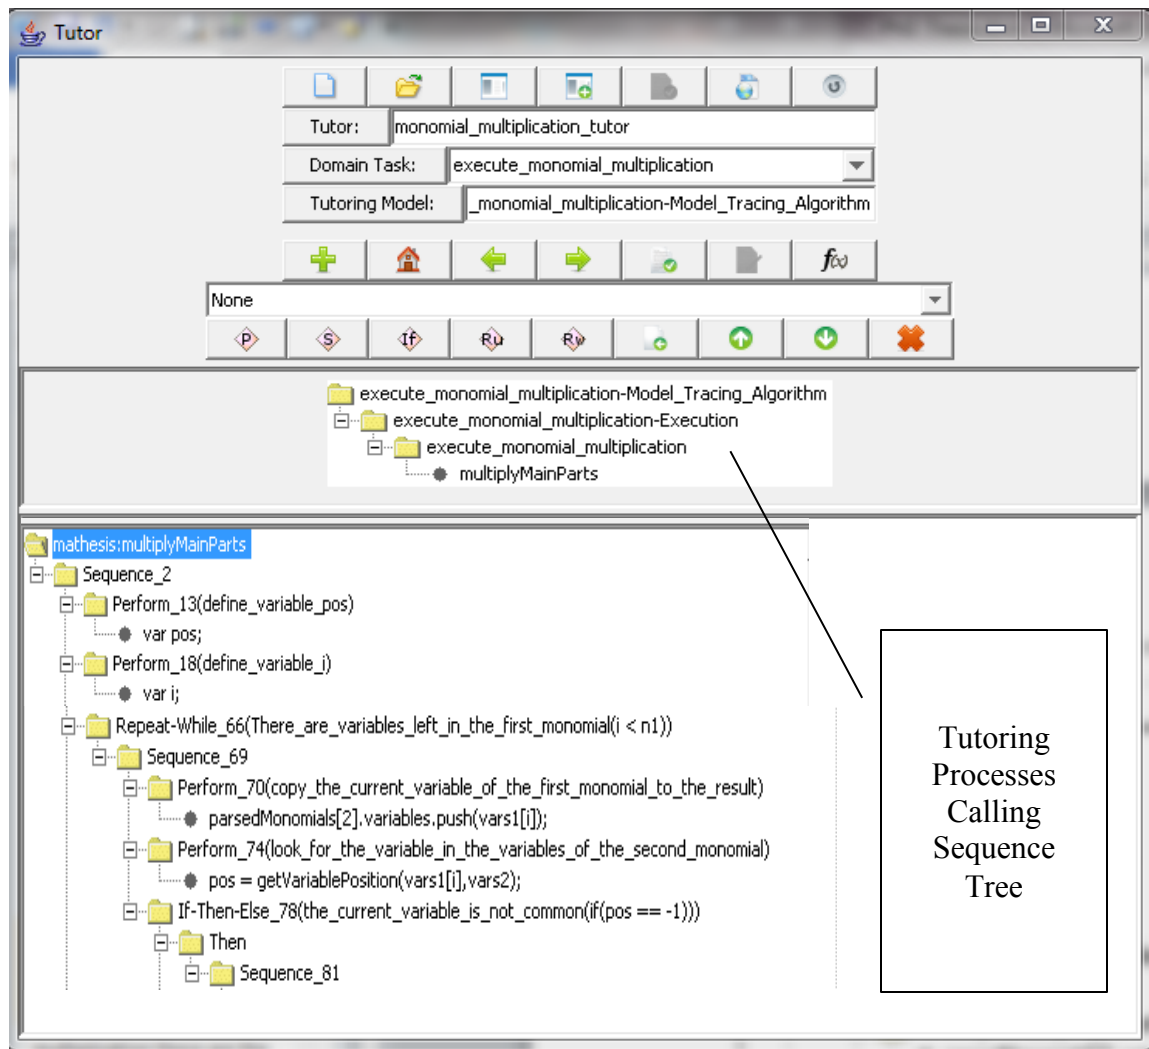 Tutor
Tutor: monomial_multiplication_tutor
Domain Task: execute_monomial_multiplication
Tutoring Model: _monomial_multiplication-Model_Tracing_Algorithm
f(x)
None
P S If Ru Rw
execute_monomial_multiplication-Model_Tracing_Algorithm
execute_monomial_multiplication-Execution
execute_monomial_multiplication
multiplyMainParts
mathesis:multiplyMainParts
Sequence_2
Perform_13(define_variable_pos)
var pos;
Perform_18(define_variable_i)
var i;
Repeat-While_66(There_are_variables_left_in_the_first_monomial(i < n1))
Sequence_69
Perform_70(copy_the_current_variable_of_the_first_monomial_to_the_result)
parsedMonomials[2].variables.push(vars1[i]);
Perform_74(look_for_the_variable_in_the_variables_of_the_second_monomial)
pos = getVariablePosition(vars1[i],vars2);
If-Then-Else_78(the_current_variable_is_not_common(if(pos == -1)))
Then
Sequence_81
Tutoring
Processes
Calling
Sequence
Tree